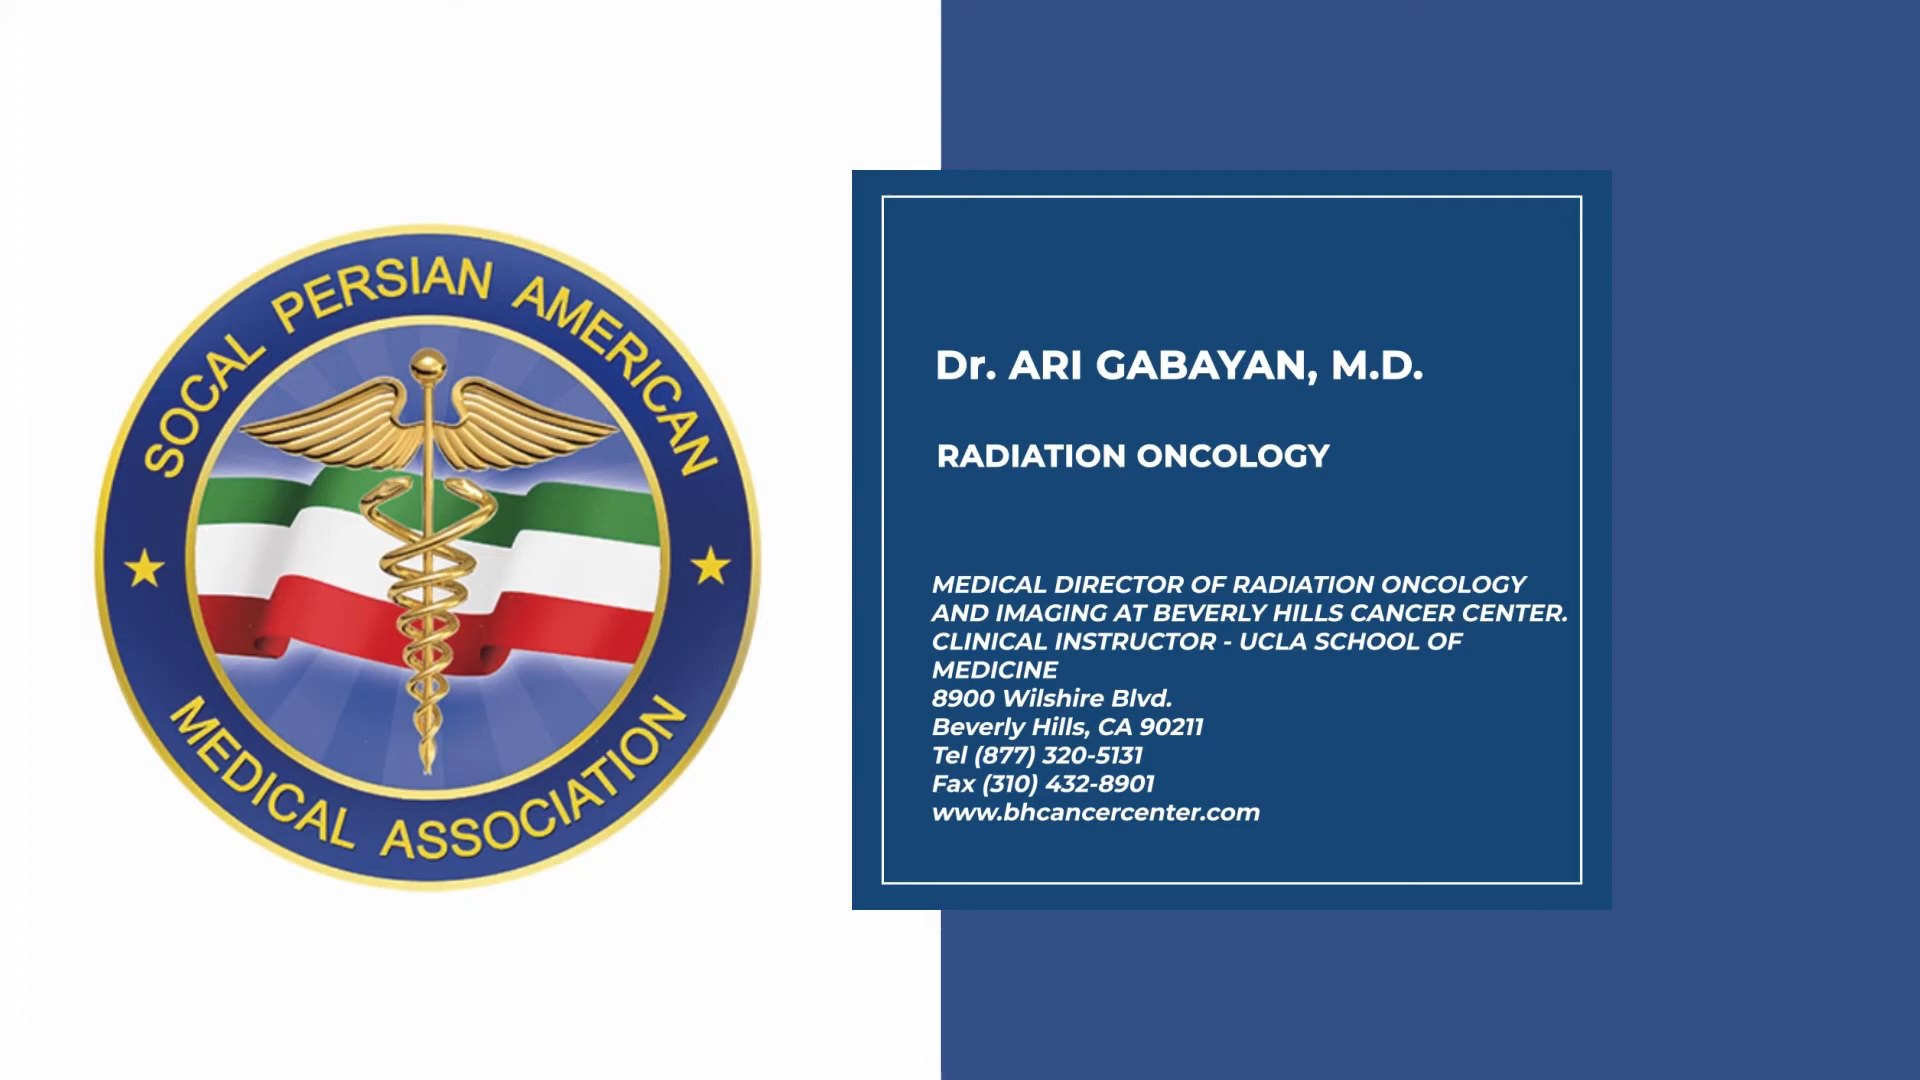 SOCAL PERSIAN AMERICAN
MEDICAL ASSOCIATION
Dr. ARI GABAYAN, M.D.
RADIATION ONCOLOGY
MEDICAL DIRECTOR OF RADIATION ONCOLOGY
AND IMAGING AT BEVERLY HILLS CANCER CENTER.
CLINICAL INSTRUCTOR - UCLA SCHOOL OF
MEDICINE
8900 Wilshire Blvd.
Beverly Hills, CA 90211
Tel (877) 320-5131
Fax (310) 432-8901
www.bhcancercenter.com